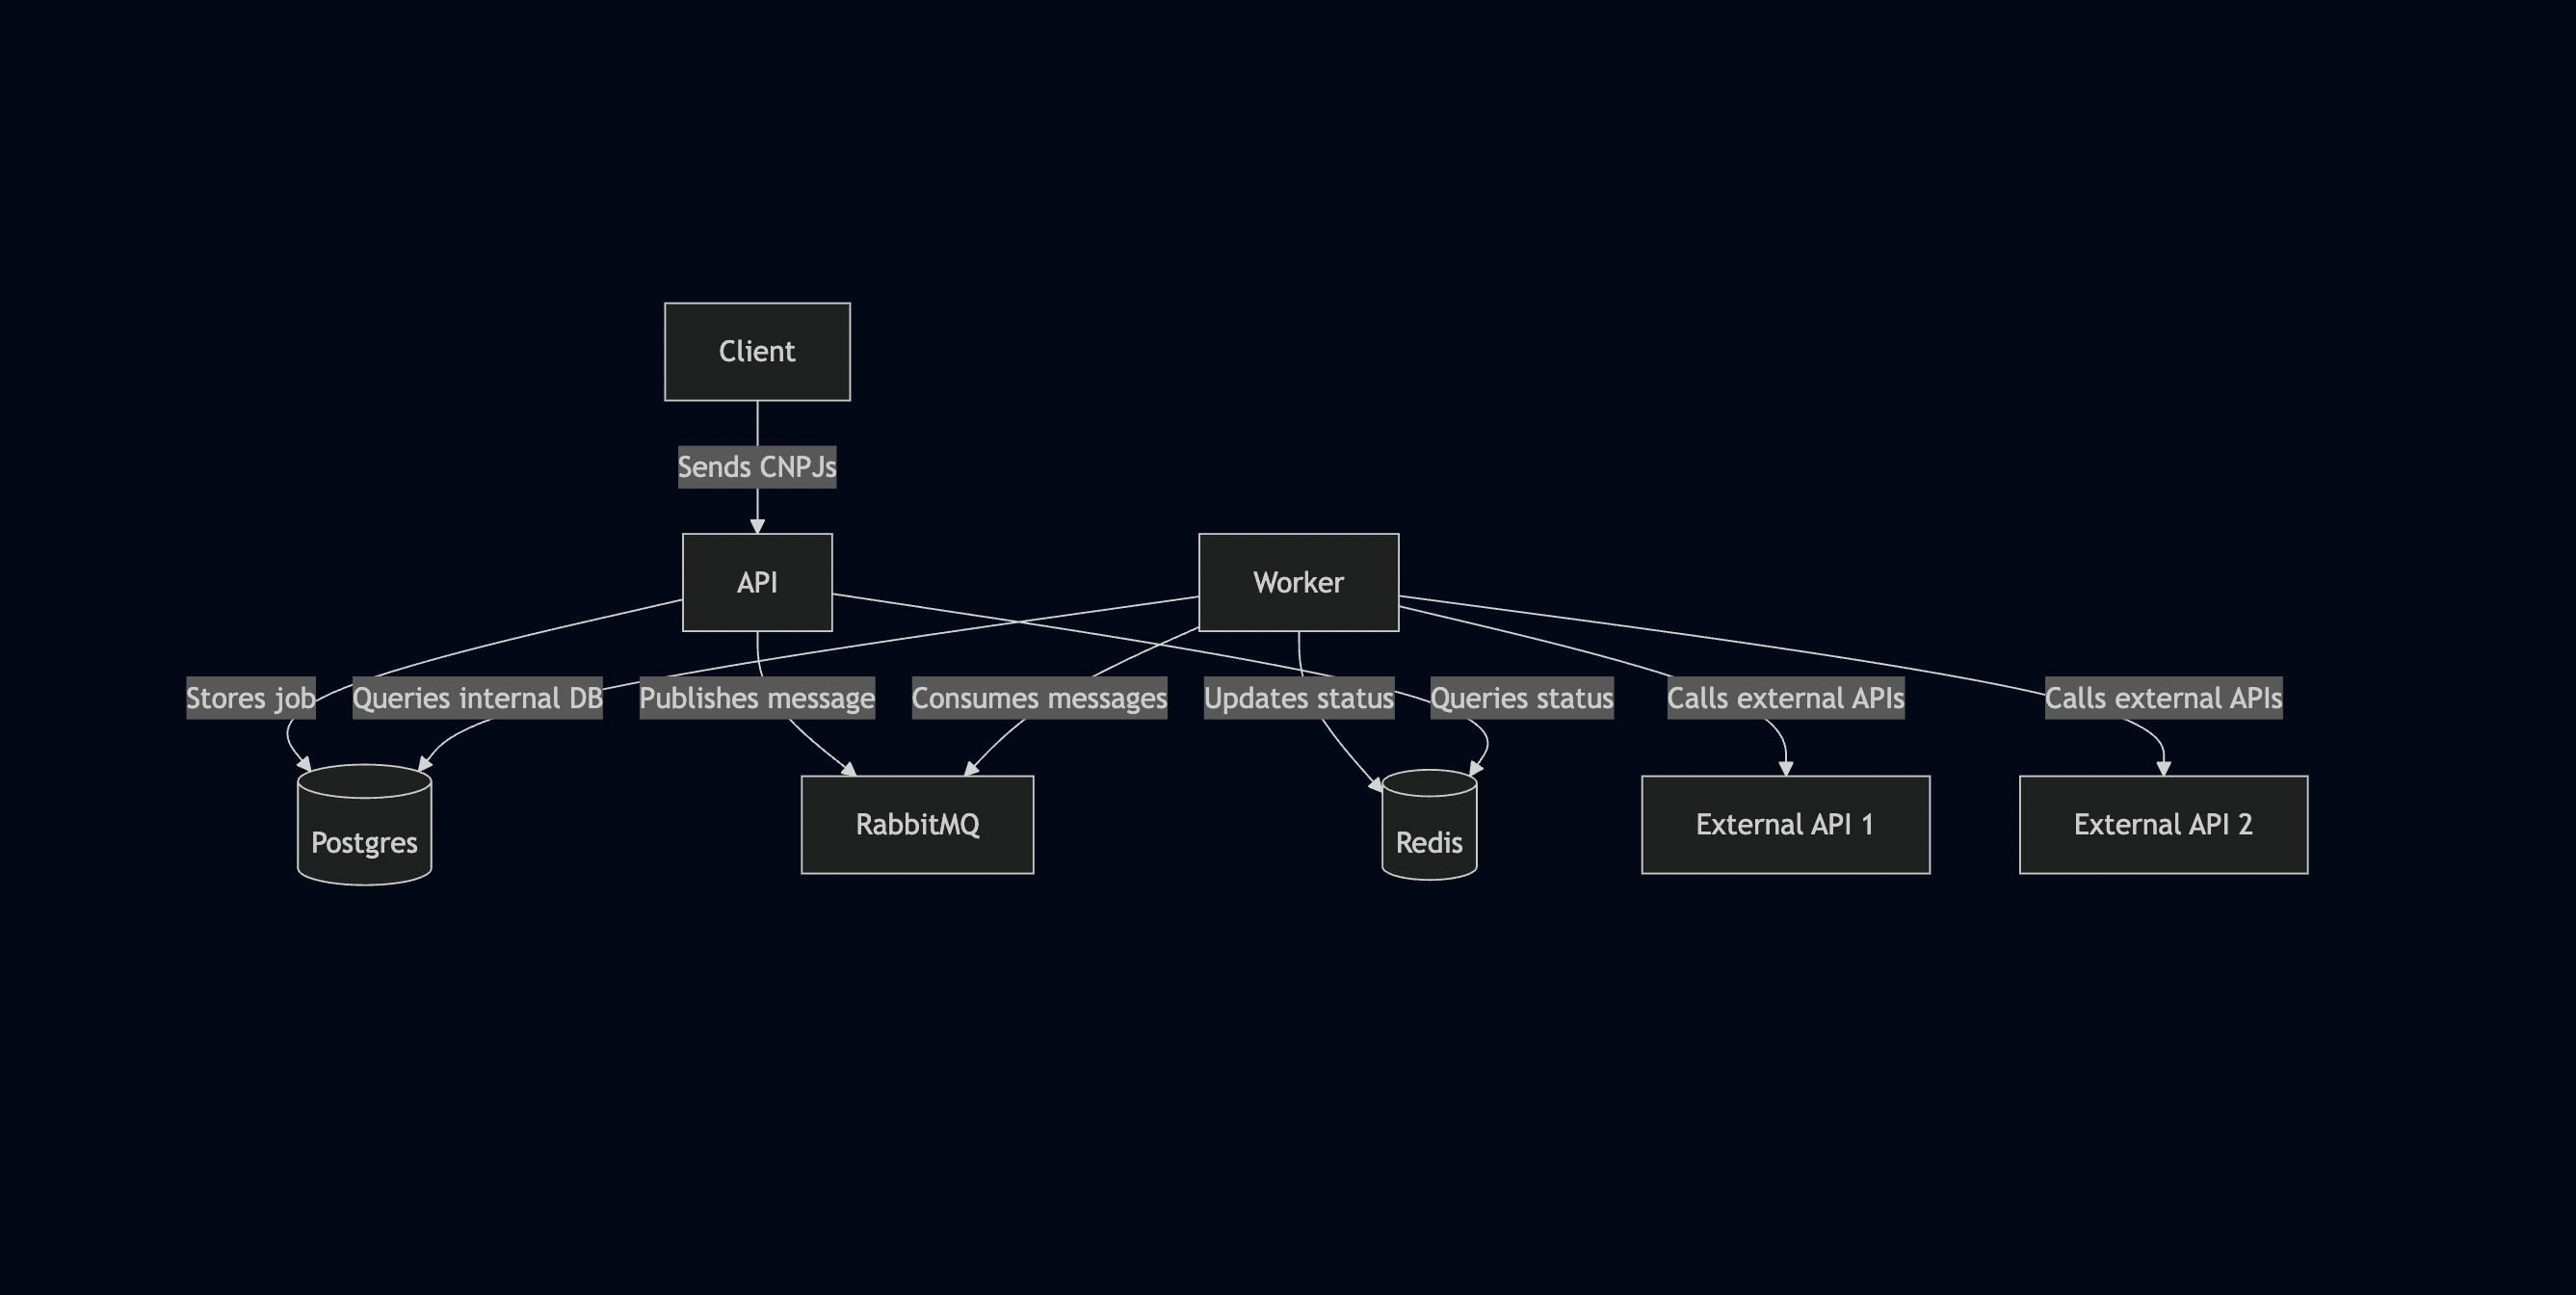 Client
Sends CNPJs
API
Worker
Stores job
Queries internal DB
Publishes message
Consumes messages
Updates status
Queries status
Calls external APIs
Calls external APIs
Postgres
RabbitMQ
Redis
External API 1
External API 2